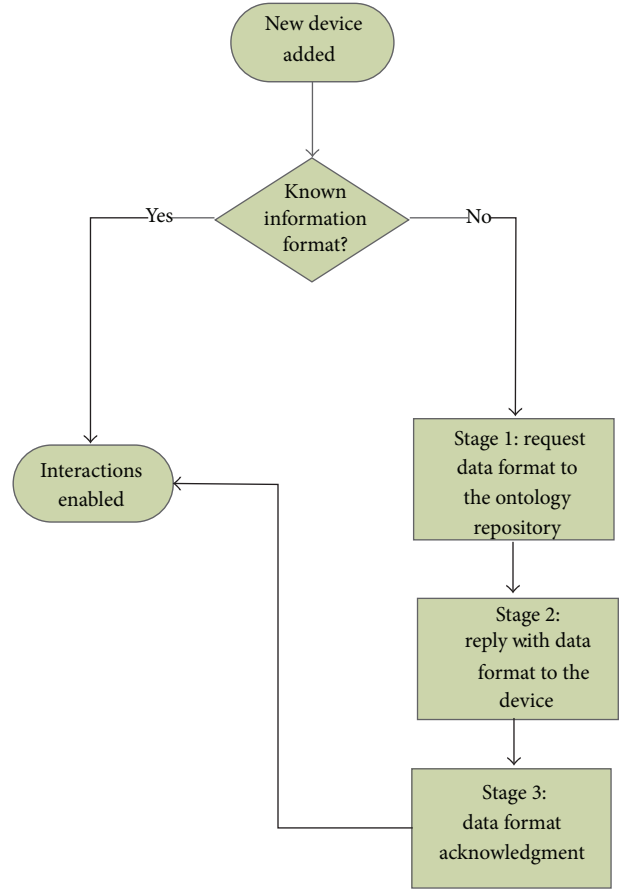 New device
added
Known
information
format?
Yes
No
Interactions
enabled
Stage 1: request
data format to
the ontology
repository
Stage 2:
reply with data
format to the
device
Stage 3:
data format
acknowledgment